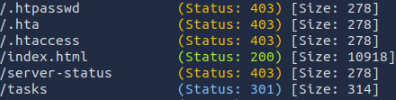 /.htpasswd (Status: 403) [Size: 278]
/.hta (Status: 403) [Size: 278]
/.htaccess (Status: 403) [Size: 278]
/index.html (Status: 200) [Size: 10918]
/server-status (Status: 403) [Size: 278]
/tasks (Status: 301) [Size: 314]